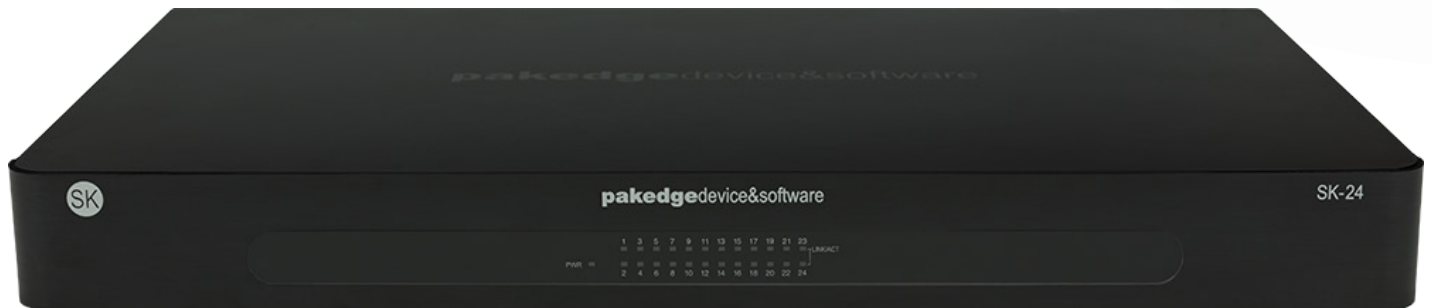 pakedgedevice&software
SK
pakedgedevice&software
SK-24
1 3 5 7 9 11 13 15 17 19 21 23
LINK/ACT
PWR
2 4 6 8 10 12 14 16 18 20 22 24